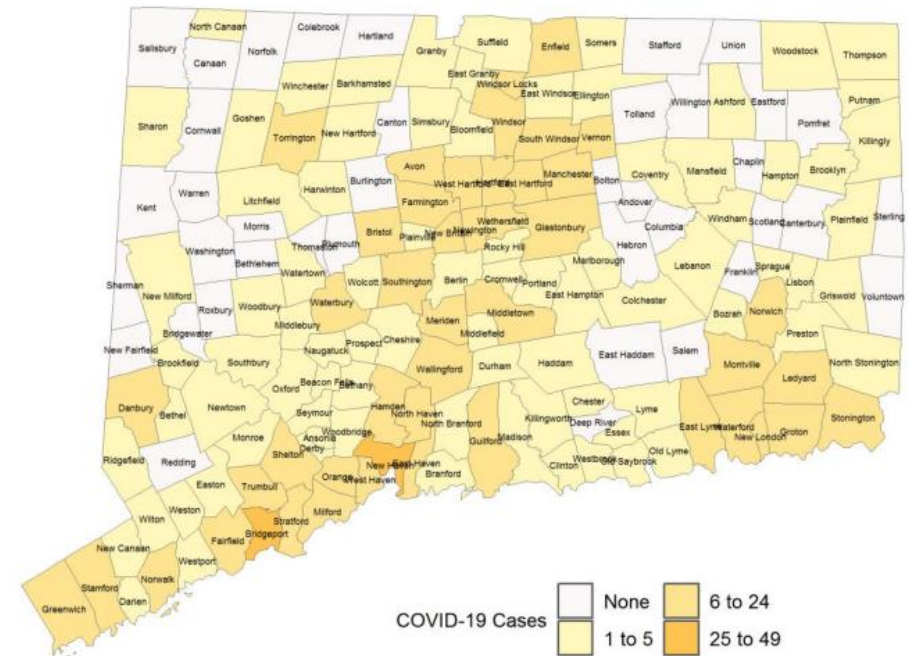 North Canaan
Colebrook
Hartland
Salisbury
Canaan
Norfolk
Granby
Suffield
Enfield
Somers
Stafford
Union
Woodstock
Thompson
East Granby
Windsor Locks
Winchester
Barkhamsted
East Windsor
Ellington
Willington
Ashford
Eastford
Putnam
Sharon
Cornwall
Goshen
Torrington
New Hartford
Canton
Simsbury
Bloomfield
Windsor
South Windsor
Vernon
Tolland
Pomfret
Killingly
Avon
West Hartford
Hartford
East Hartford
Manchester
Bolton
Coventry
Mansfield
Chaplin
Hampton
Brooklyn
Kent
Warren
Litchfield
Harwinton
Burlington
Farmington
Andover
Morris
Bristol
Plainville
New Britain
Newington
Wethersfield
Glastonbury
Hebron
Columbia
Windham
Scotland
Canterbury
Plainfield
Sterling
Washington
Bethlehem
Thomaston
Plymouth
Watertown
Rocky Hill
Marlborough
Lebanon
Franklin
Sprague
Lisbon
Griswold
Voluntown
Sherman
New Milford
Roxbury
Woodbury
Waterbury
Wolcott
Southington
Berlin
Cromwell
Portland
East Hampton
Colchester
Bozrah
Norwich
Preston
Bridgewater
Middlebury
Meriden
Middletown
Middlefield
New Fairfield
Brookfield
Southbury
Naugatuck
Prospect
Cheshire
Wallingford
Durham
Haddam
East Haddam
Salem
Montville
Ledyard
North Stonington
Danbury
Bethel
Newtown
Oxford
Beacon Falls
Bethany
Hamden
North Haven
North Branford
Guilford
Madison
Killingworth
Chester
Deep River
Essex
Lyme
East Lyme
Waterford
New London
Groton
Stonington
Seymour
Woodbridge
Ansonia
Derby
Monroe
Shelton
Ridgefield
Redding
Easton
Trumbull
Orange
New Haven
East Haven
West Haven
Branford
Clinton
Westbrook
Old Saybrook
Old Lyme
Wilton
Weston
Stratford
Milford
New Canaan
Fairfield
Bridgeport
Westport
Greenwich
Stamford
Darien
Norwalk
COVID-19 Cases
None
1 to 5
6 to 24
25 to 49